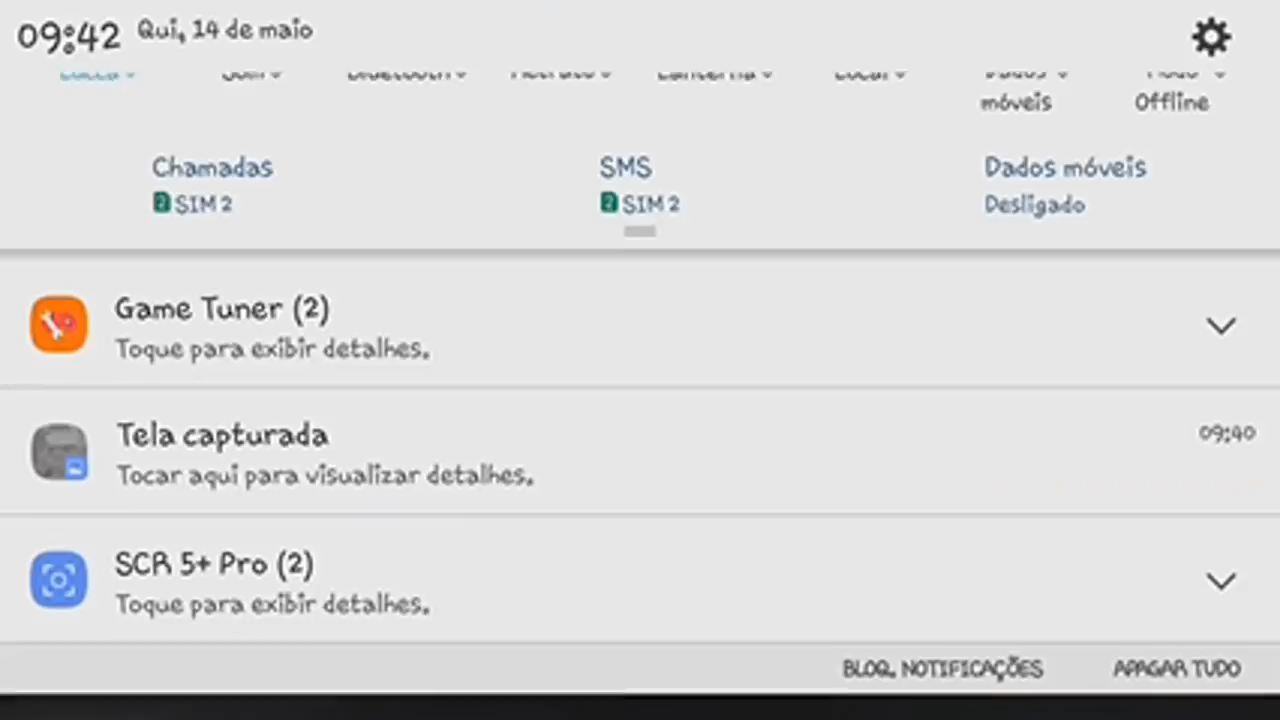 09:42 Qui, 14 de maio
móveis Offline
Chamadas SMS Dados móveis
2 SIM 2 2 SIM 2 Desligado
Game Tuner (2)
Toque para exibir detalhes.
Tela capturada 09:40
Tocar aqui para visualizar detalhes.
SCR 5+ Pro (2)
Toque para exibir detalhes.
BLOQ. NOTIFICAÇÕES APAGAR TUDO